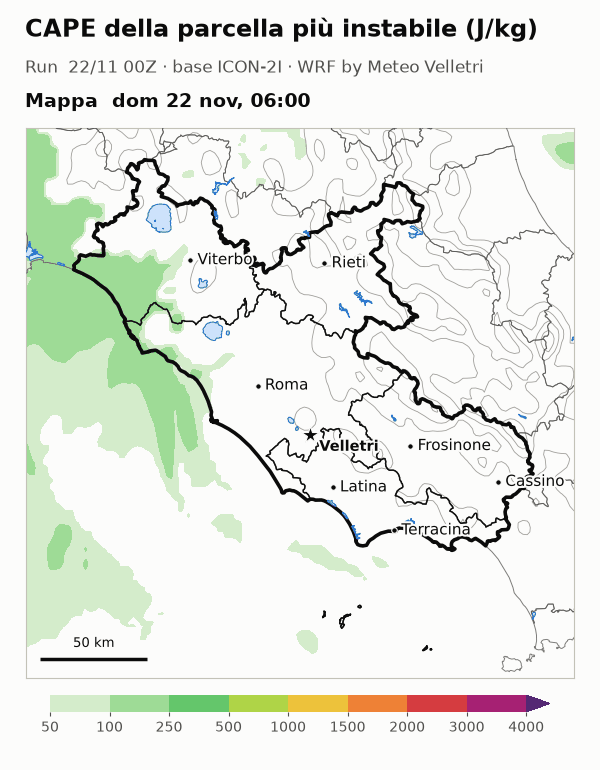 CAPE della parcella più instabile (J/kg)
Run 22/11 00Z · base ICON-2I · WRF by Meteo Velletri
Mappa dom 22 nov, 06:00
Viterbo
Rieti
Roma
Velletri
Frosinone
Cassino
Latina
Terracina
50 km
50 100 250 500 1000 1500 2000 3000 4000